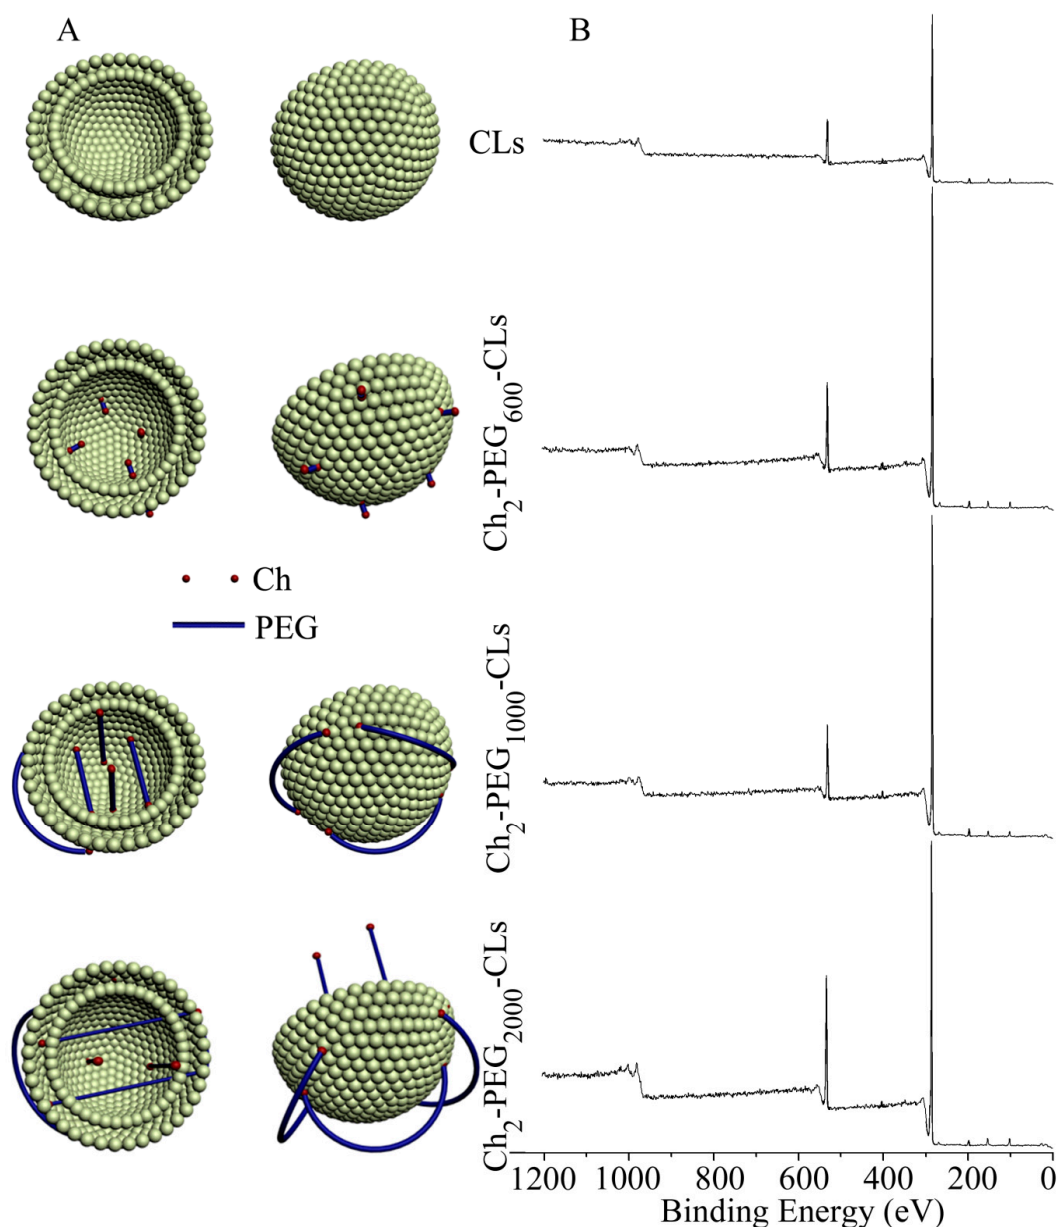 A
B
CLs
Ch₂-PEG₆₀₀-CLs
Ch
PEG
Ch₂-PEG₁₀₀₀-CLs
Ch₂-PEG₂₀₀₀-CLs
1200 1000 800 600 400 200 0
Binding Energy (eV)